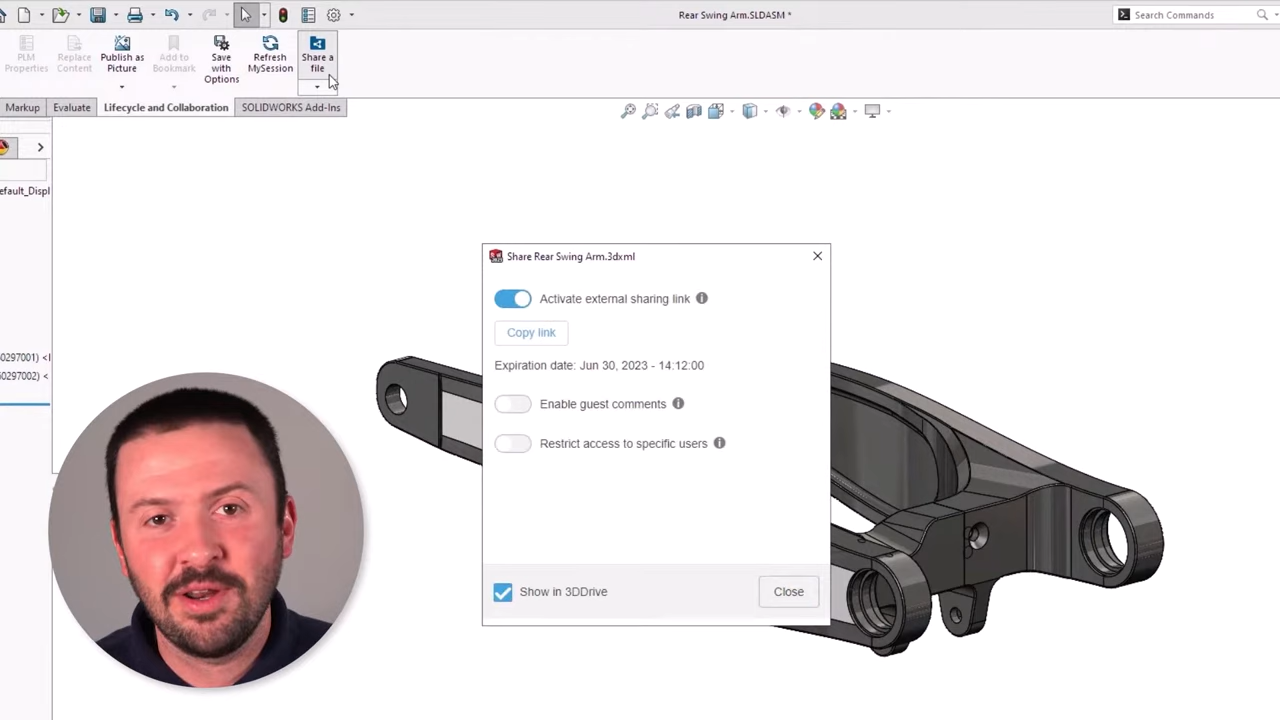 Rear Swing Arm.SLDASM *
Search Commands
PLM Properties
Replace Content
Publish as Picture
Add to Bookmark
Save with Options
Refresh MySession
Share a file
Markup
Evaluate
Lifecycle and Collaboration
SOLIDWORKS Add-Ins
efault_Displ
Share Rear Swing Arm.3dxml
Activate external sharing link
Copy link
Expiration date: Jun 30, 2023 - 14:12:00
Enable guest comments
Restrict access to specific users
60297001) <
60297002) <
Show in 3DDrive
Close